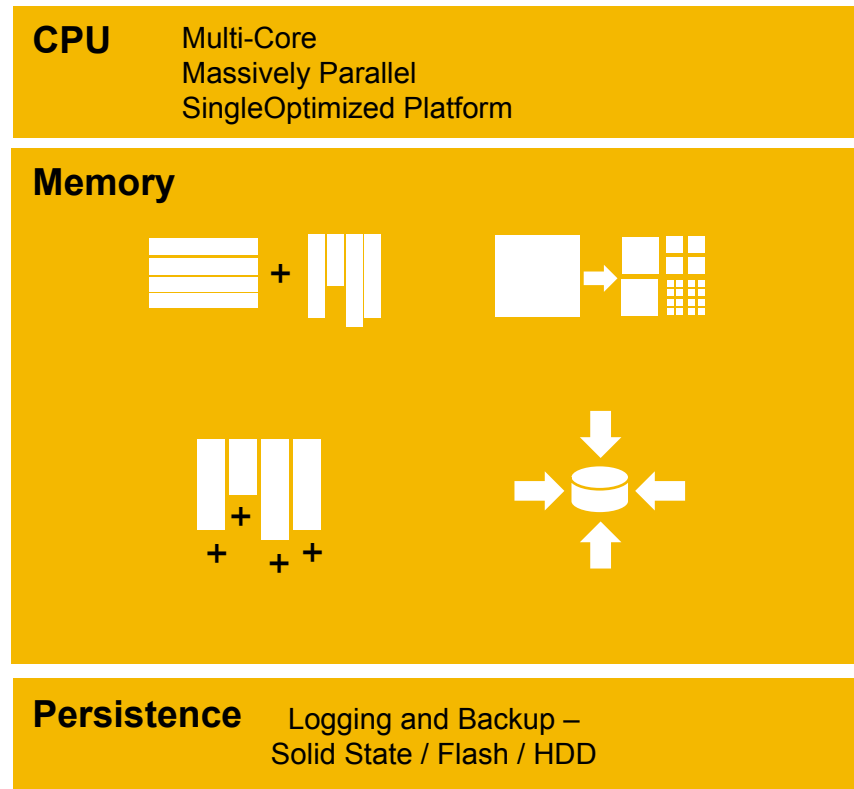 CPU
Multi-Core
Massively Parallel
SingleOptimized Platform
Memory
+
+
+
+
+
Persistence
Logging and Backup –
Solid State / Flash / HDD